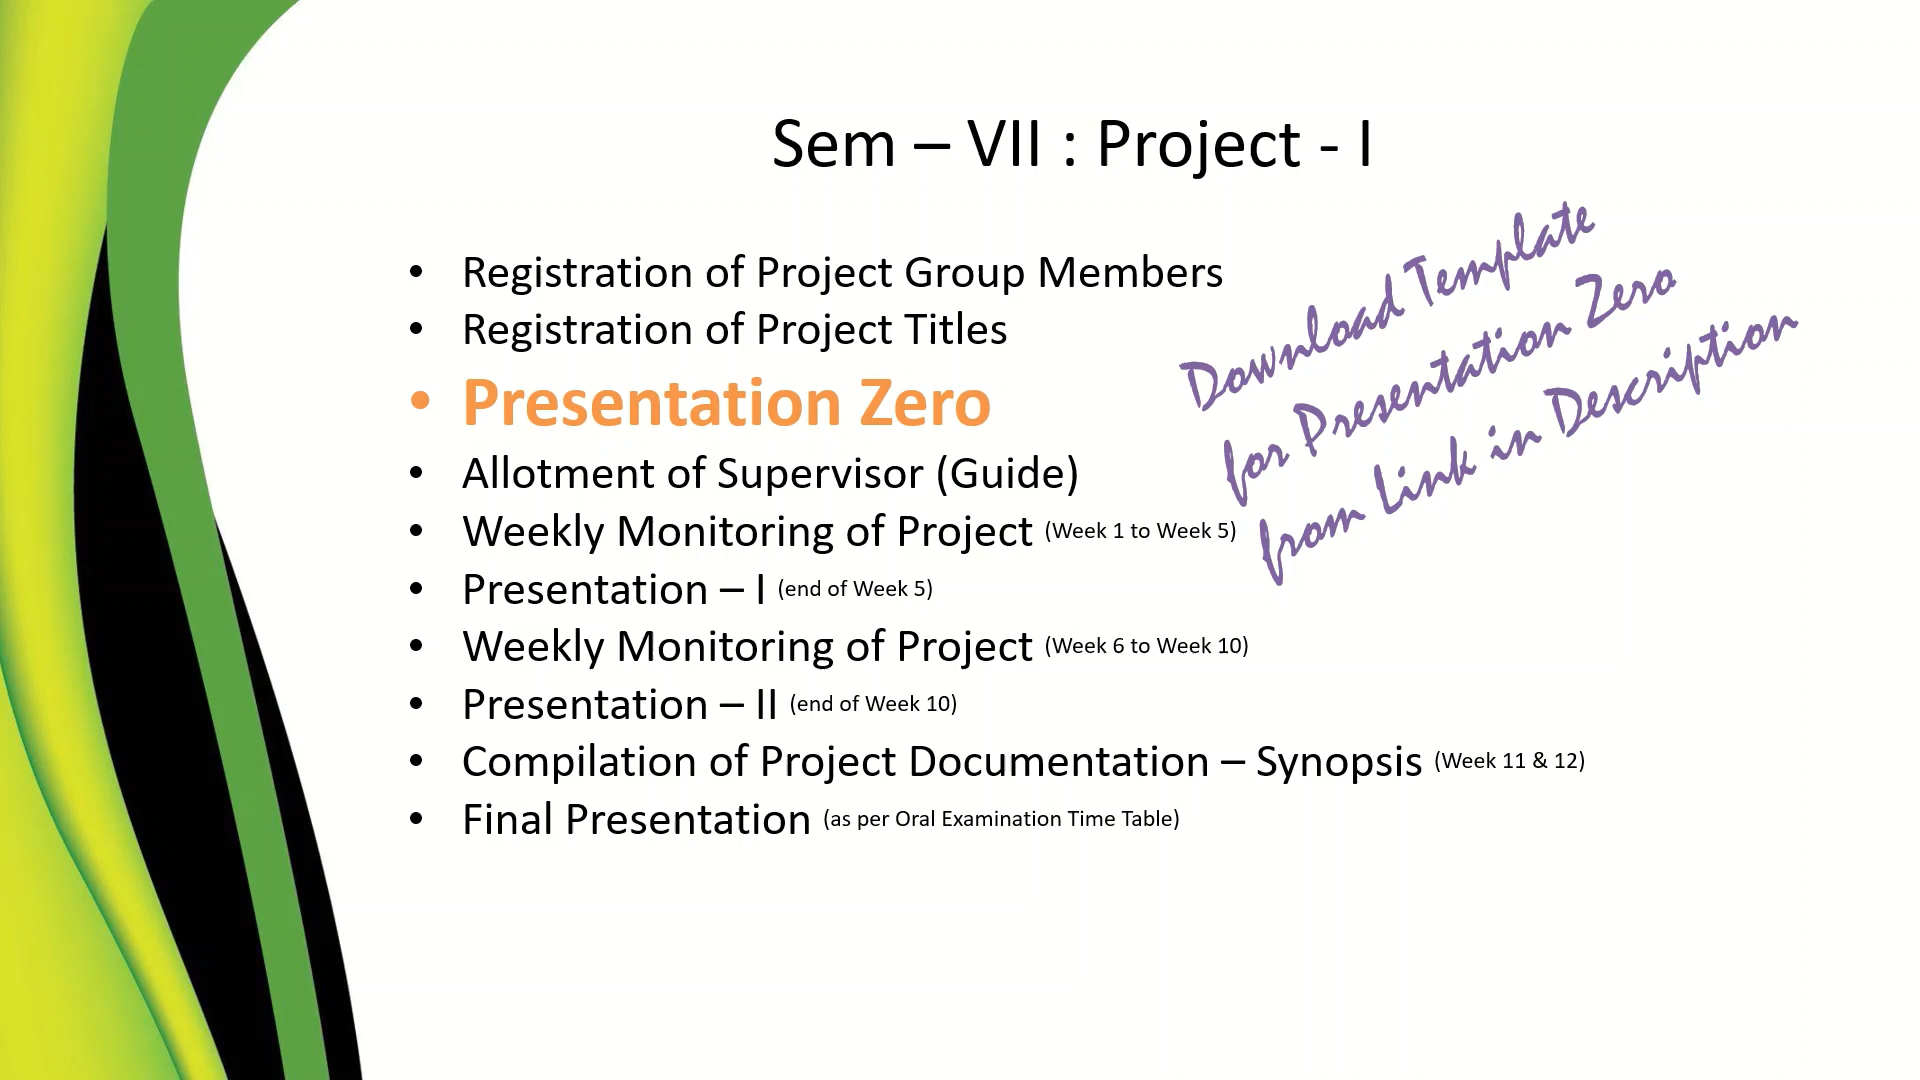 Sem – VII : Project - I
• Registration of Project Group Members
• Registration of Project Titles
• Presentation Zero
• Allotment of Supervisor (Guide)
• Weekly Monitoring of Project (Week 1 to Week 5)
• Presentation – I (end of Week 5)
• Weekly Monitoring of Project (Week 6 to Week 10)
• Presentation – II (end of Week 10)
• Compilation of Project Documentation – Synopsis (Week 11 & 12)
• Final Presentation (as per Oral Examination Time Table)
Download Template
for Presentation Zero
from Link in Description